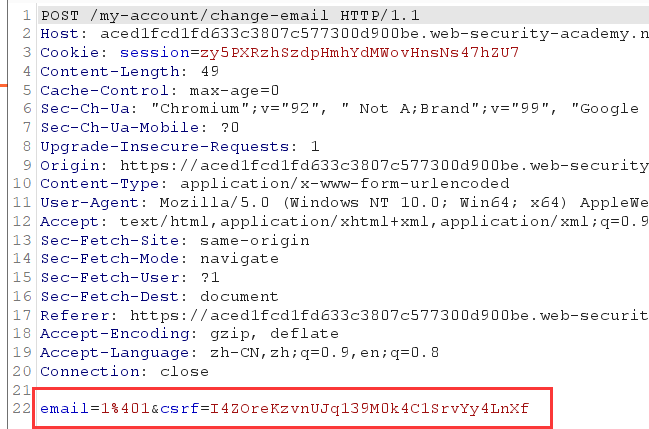 1 POST /my-account/change-email HTTP/1.1
2 Host: aced1fcd1fd633c3807c577300d900be.web-security-academy.n
3 Cookie: session=zy5PXRzhSzdpHmhYdMWovHnsNs47hZU7
4 Content-Length: 49
5 Cache-Control: max-age=0
6 Sec-Ch-Ua: "Chromium";v="92", " Not A;Brand";v="99", "Google
7 Sec-Ch-Ua-Mobile: ?0
8 Upgrade-Insecure-Requests: 1
9 Origin: https://aced1fcd1fd633c3807c577300d900be.web-security
10 Content-Type: application/x-www-form-urlencoded
11 User-Agent: Mozilla/5.0 (Windows NT 10.0; Win64; x64) AppleWe
12 Accept: text/html,application/xhtml+xml,application/xml;q=0.9
13 Sec-Fetch-Site: same-origin
14 Sec-Fetch-Mode: navigate
15 Sec-Fetch-User: ?1
16 Sec-Fetch-Dest: document
17 Referer: https://aced1fcd1fd633c3807c577300d900be.web-securit
18 Accept-Encoding: gzip, deflate
19 Accept-Language: zh-CN,zh;q=0.9,en;q=0.8
20 Connection: close
21
22 email=1%401&csrf=I4ZOreKzvnUJq139M0k4C1SrvYy4LnXf